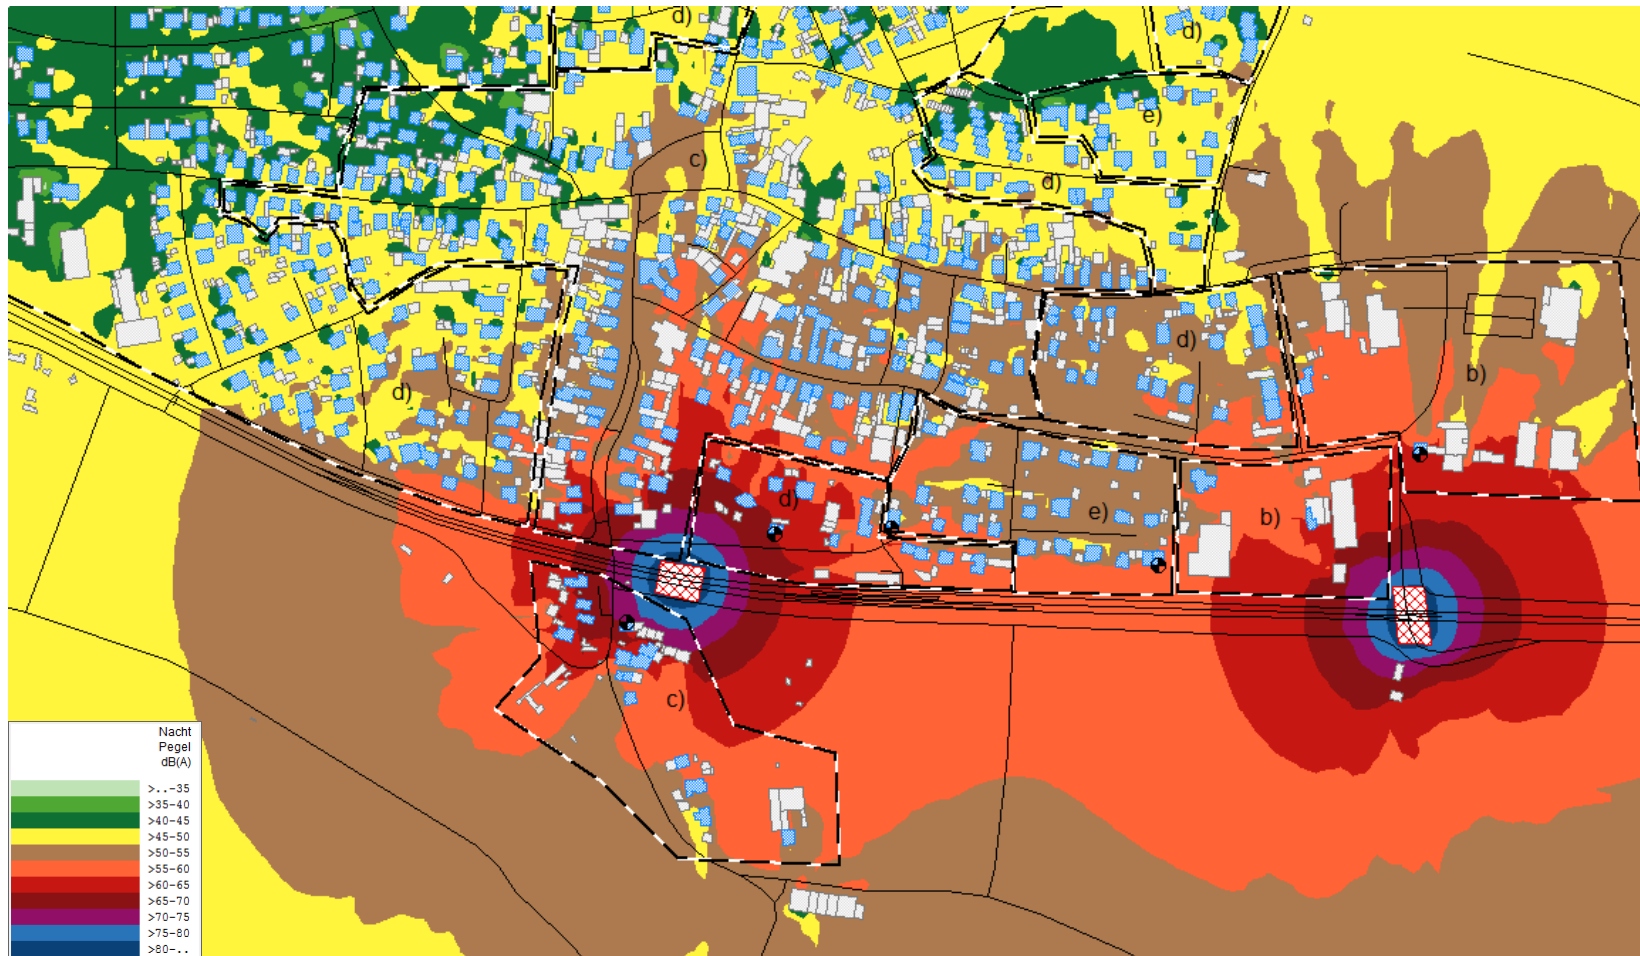 d)
d)
e)
c)
d)
d)
b)
d)
d)
e)
b)
c)
Nacht
Pegel
dB(A)
>..-35
>35-40
>40-45
>45-50
>50-55
>55-60
>60-65
>65-70
>70-75
>75-80
>80-..